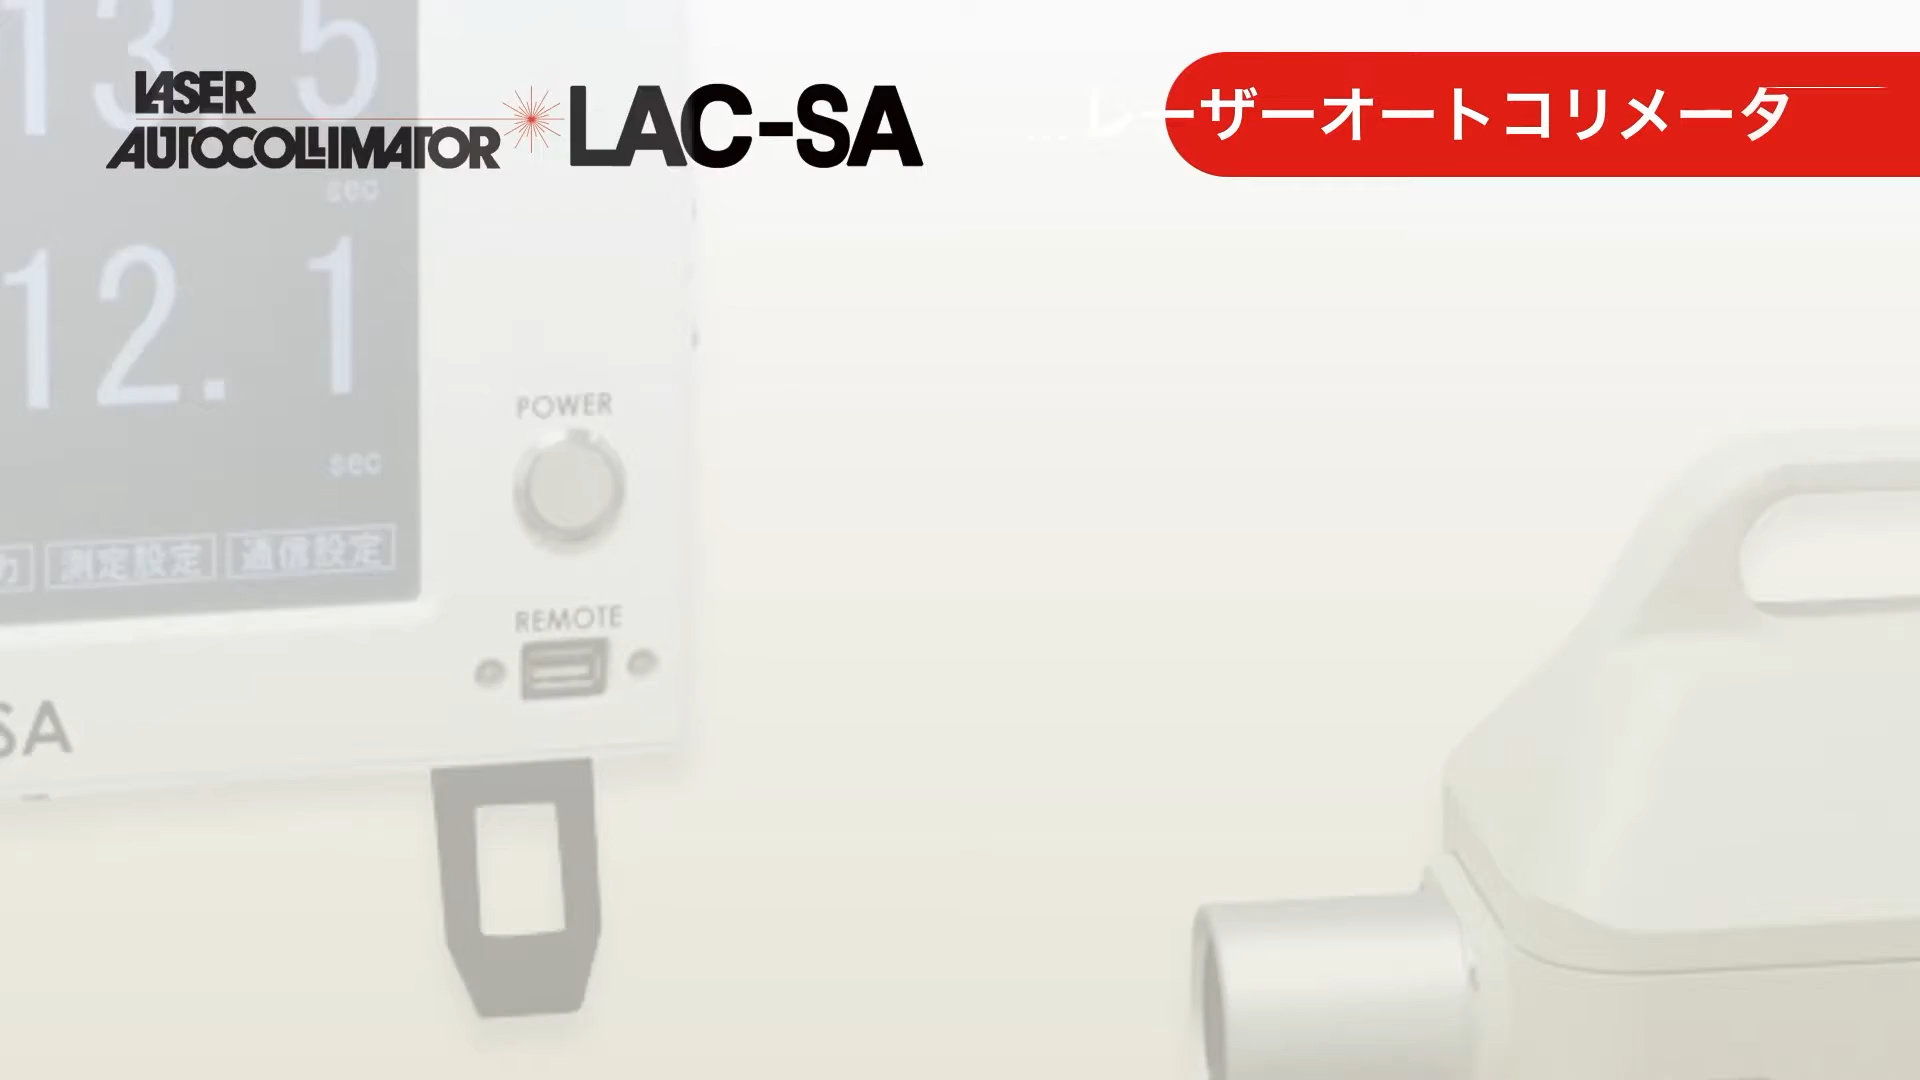 13.5
LASER
AUTOCOLLIMATOR
LAC-SA
レーザーオートコリメータ
sec
12.1
sec
測定設定
通信設定
POWER
REMOTE
SA